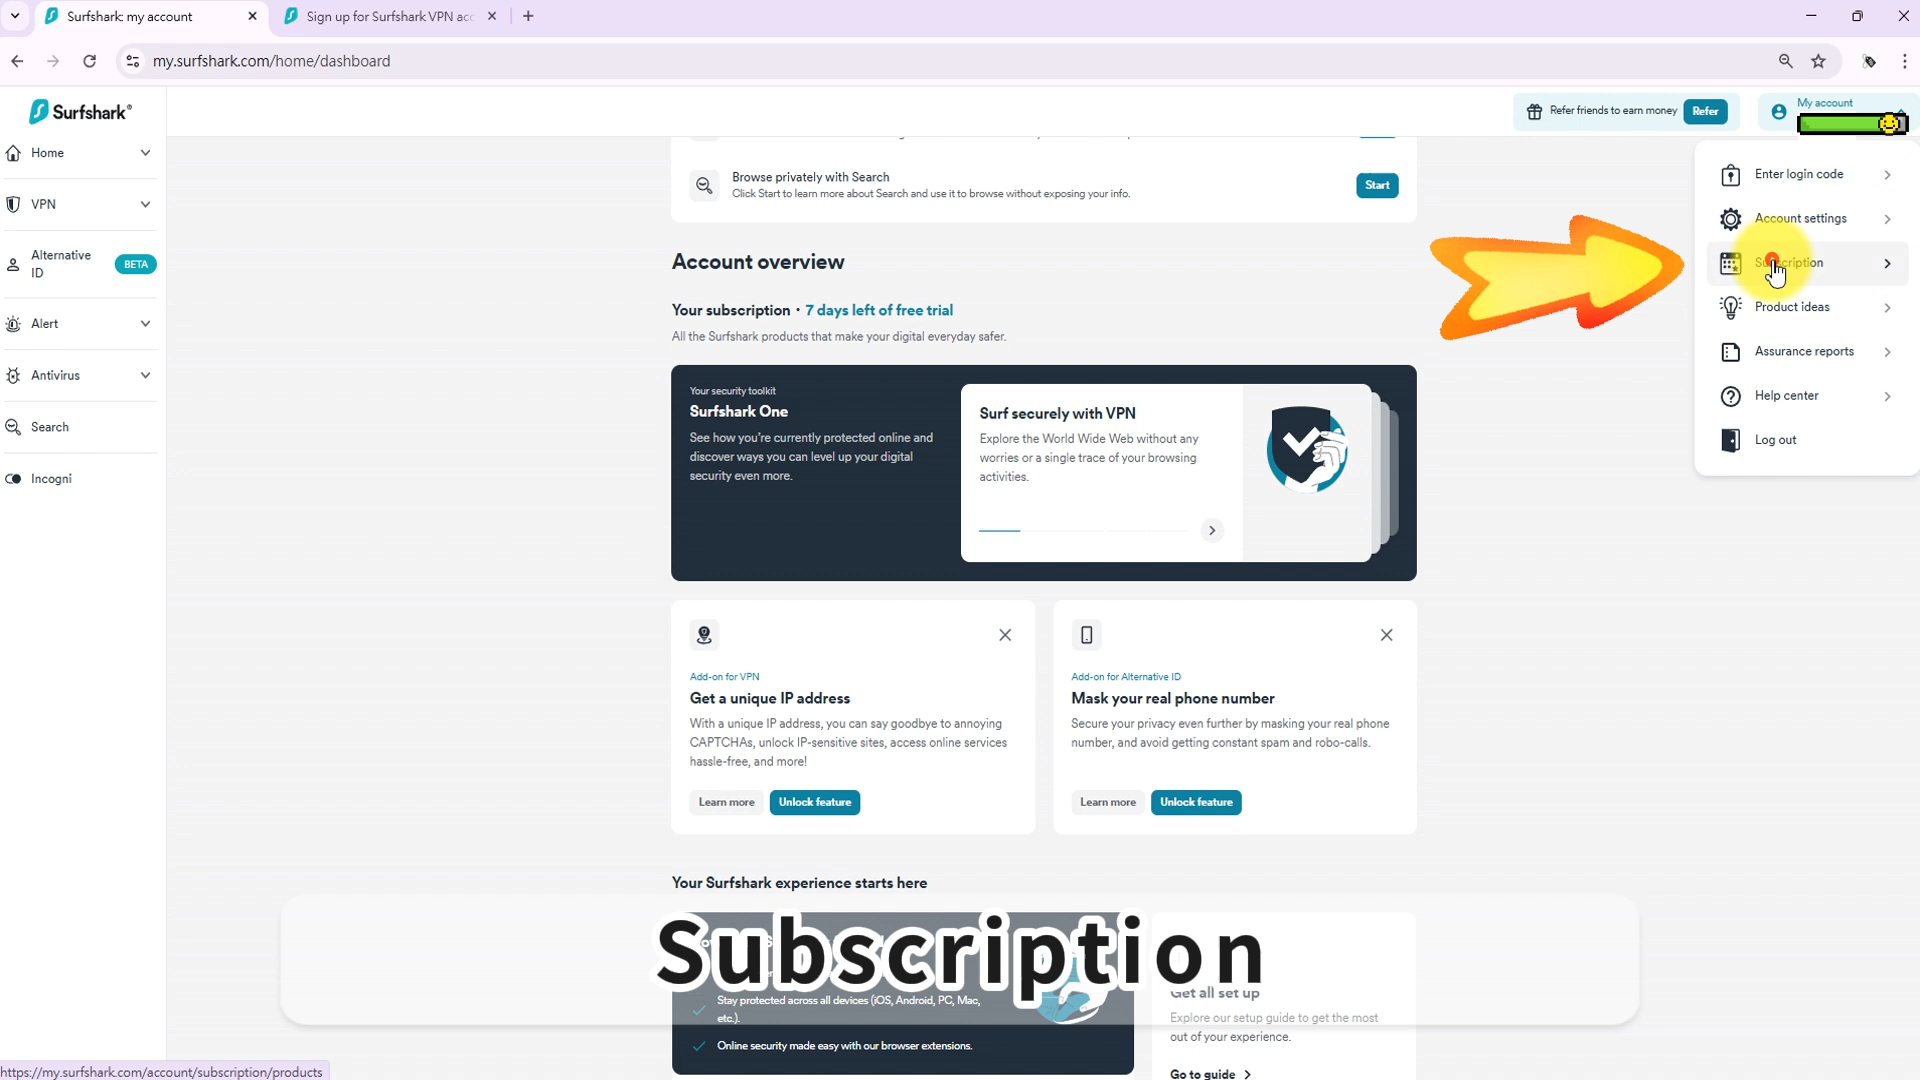 Surfshark: my account
Sign up for Surfshark VPN acc
my.surfshark.com/home/dashboard
Surfshark®
Refer friends to earn money
Refer
My account
Home
VPN
Alternative
ID
BETA
Alert
Antivirus
Search
Incogni
Browse privately with Search
Click Start to learn more about Search and use it to browse without exposing your info.
Start
Enter login code
Account settings
Subscription
Product ideas
Assurance reports
Help center
Log out
Account overview
Your subscription · 7 days left of free trial
All the Surfshark products that make your digital everyday safer.
Your security toolkit
Surfshark One
See how you're currently protected online and
discover ways you can level up your digital
security even more.
Surf securely with VPN
Explore the World Wide Web without any
worries or a single trace of your browsing
activities.
Add-on for VPN
Get a unique IP address
With a unique IP address, you can say goodbye to annoying
CAPTCHAs, unlock IP-sensitive sites, access online services
hassle-free, and more!
Learn more
Unlock feature
Add-on for Alternative ID
Mask your real phone number
Secure your privacy even further by masking your real phone
number, and avoid getting constant spam and robo-calls.
Learn more
Unlock feature
Your Surfshark experience starts here
Subscription
Stay protected across all devices (iOS, Android, PC, Mac,
etc.).
Online security made easy with our browser extensions.
Get all set up
Explore our setup guide to get the most
out of your experience.
Go to guide
https://my.surfshark.com/account/subscription/products